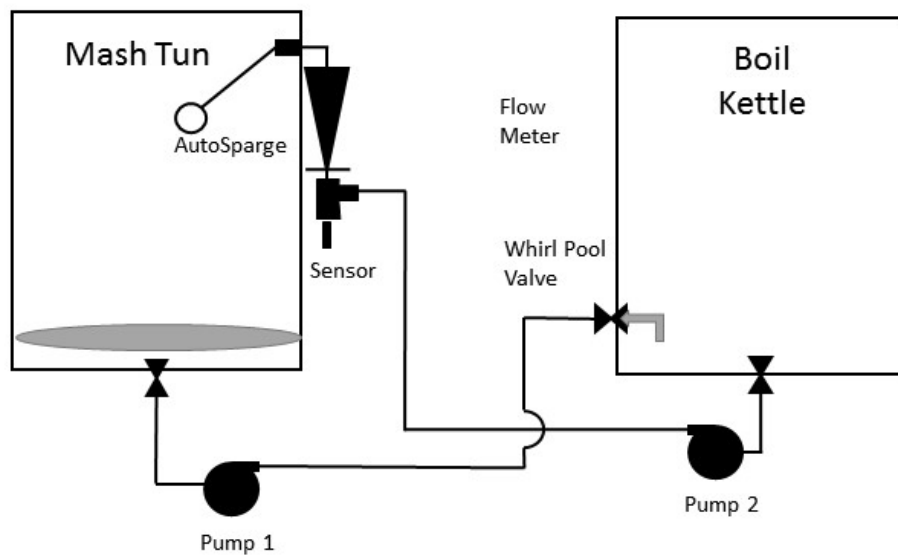 Mash Tun
AutoSparge
Sensor
Flow
Meter
Whirl Pool
Valve
Boil
Kettle
Pump 1
Pump 2